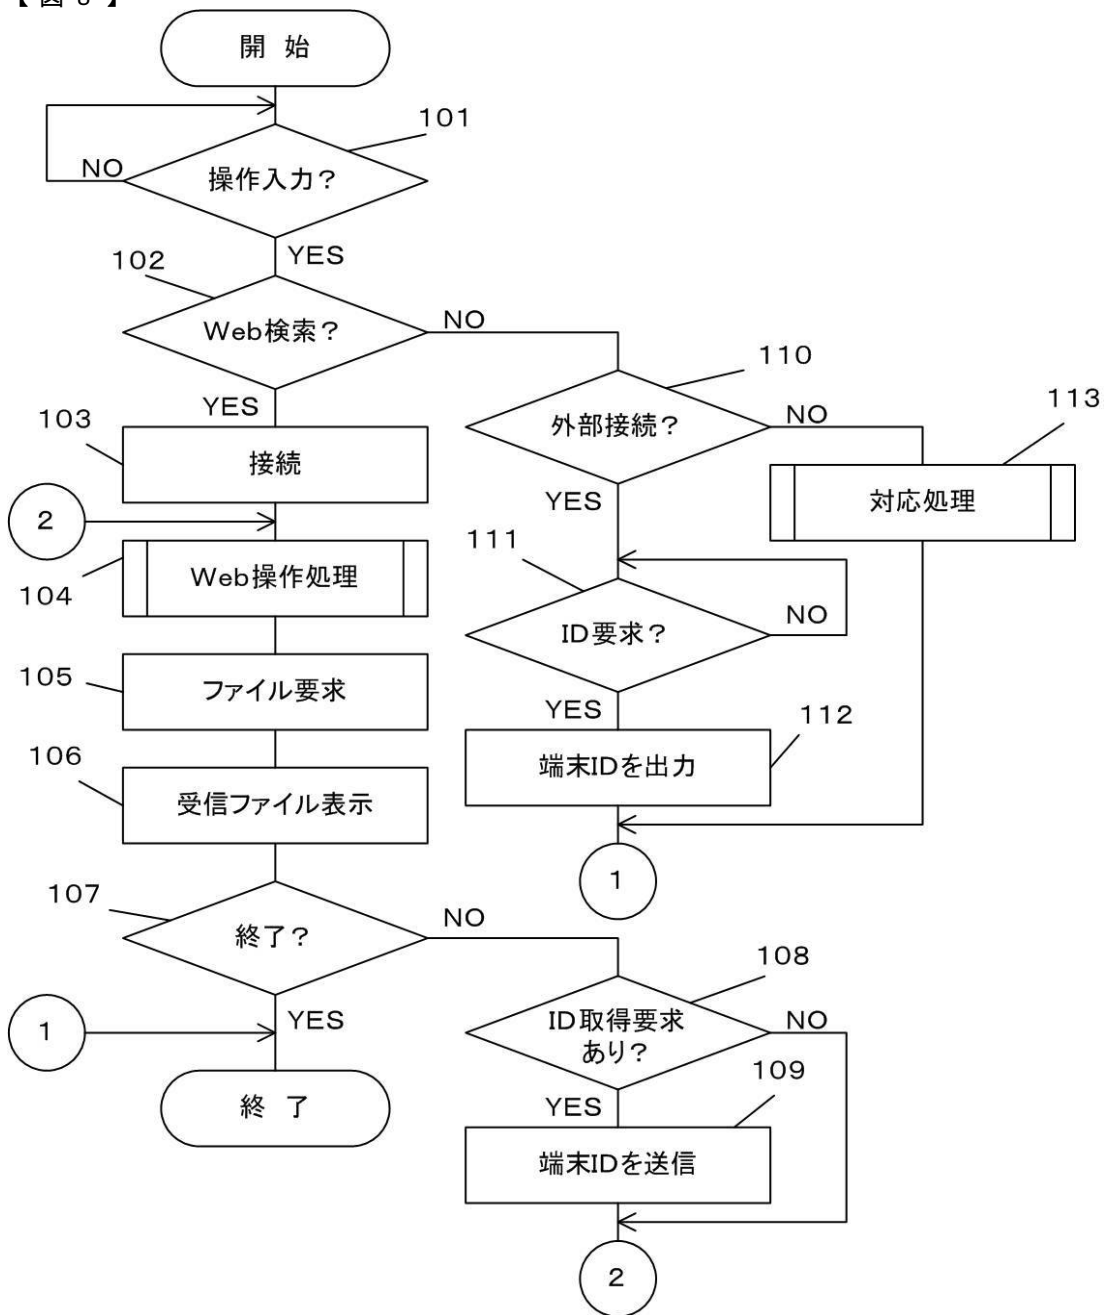 開 始
101
操作入力？
NO
YES
102
Web検索？
NO
YES
110
外部接続？
NO
113
103
接続
対応処理
YES
2
111
104
Web操作処理
ID要求？
NO
105
ファイル要求
YES
112
106
端末IDを出力
受信ファイル表示
1
107
終了？
NO
108
1
YES
ID取得要求
あり？
NO
109
終 了
YES
端末IDを送信
2